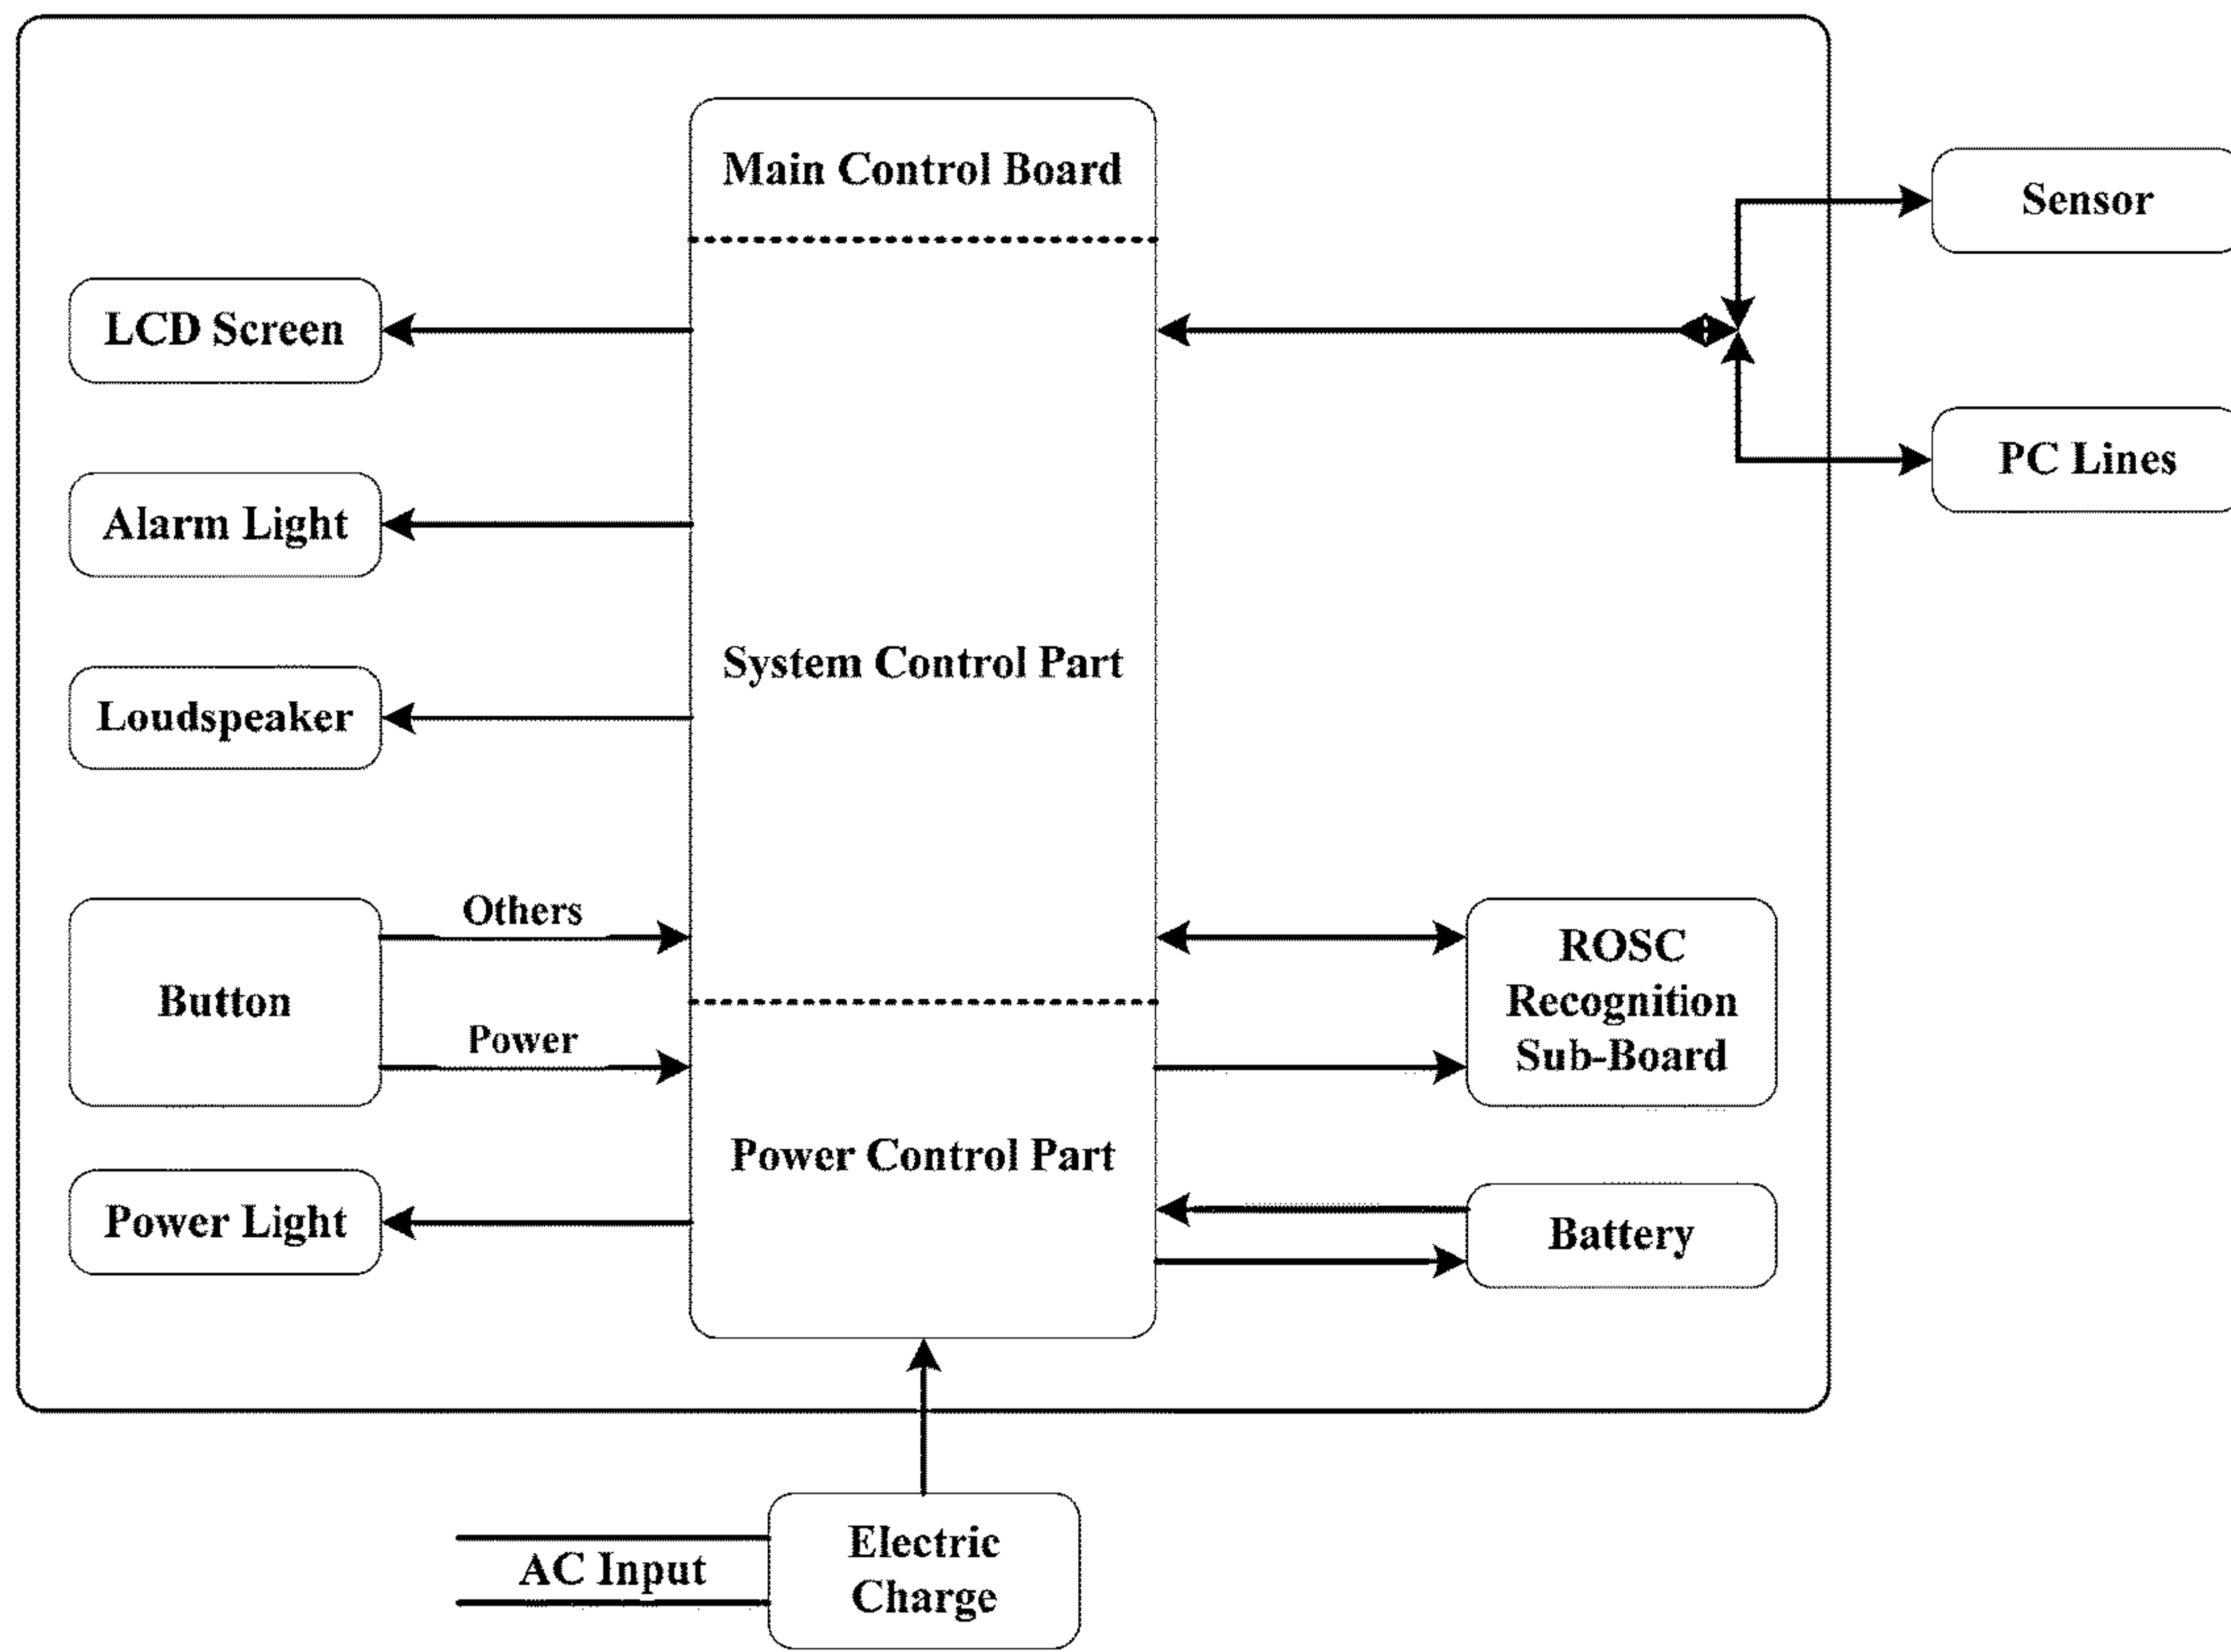 Main Control Board
Sensor
LCD Screen
PC Lines
Alarm Light
System Control Part
Loudspeaker
Others
Button
Power
ROSC
Recognition
Sub-Board
Power Control Part
Power Light
Battery
Electric
Charge
AC Input